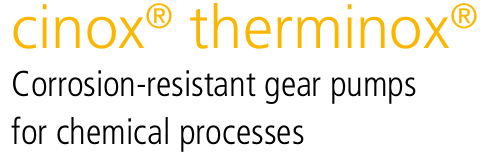 cinox® therminox®
Corrosion-resistant gear pumps
for chemical processes